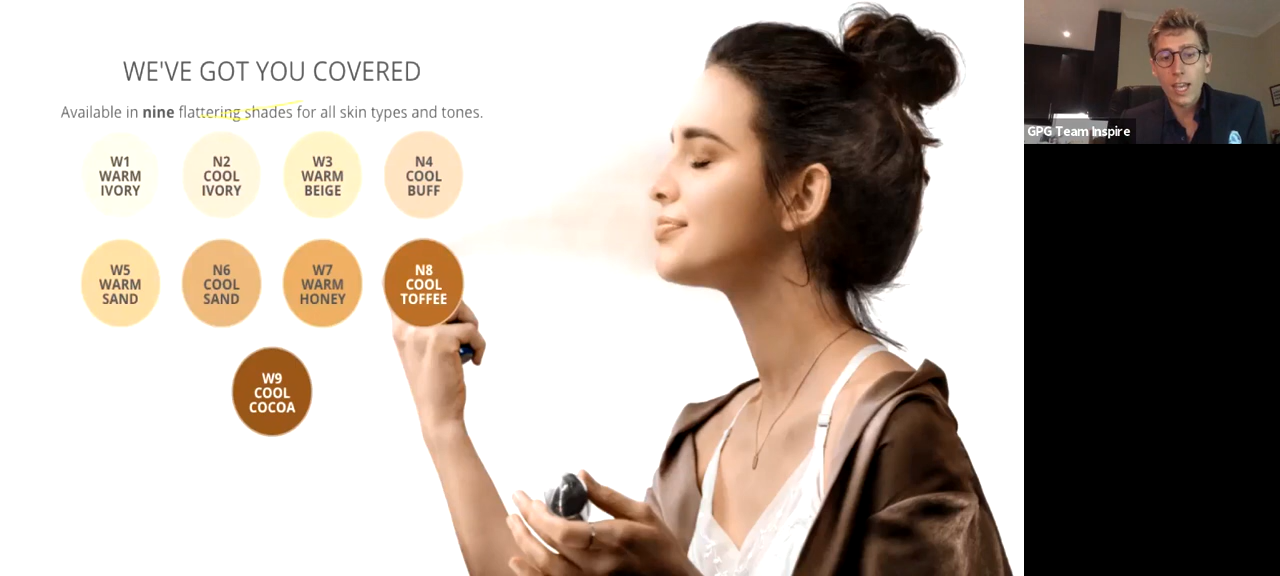 WE'VE GOT YOU COVERED
Available in nine flattering shades for all skin types and tones.
W1
WARM
IVORY
N2
COOL
IVORY
W3
WARM
BEIGE
N4
COOL
BUFF
W5
WARM
SAND
N6
COOL
SAND
W7
WARM
HONEY
N8
COOL
TOFFEE
W9
COOL
COCOA
GPG Team Inspire